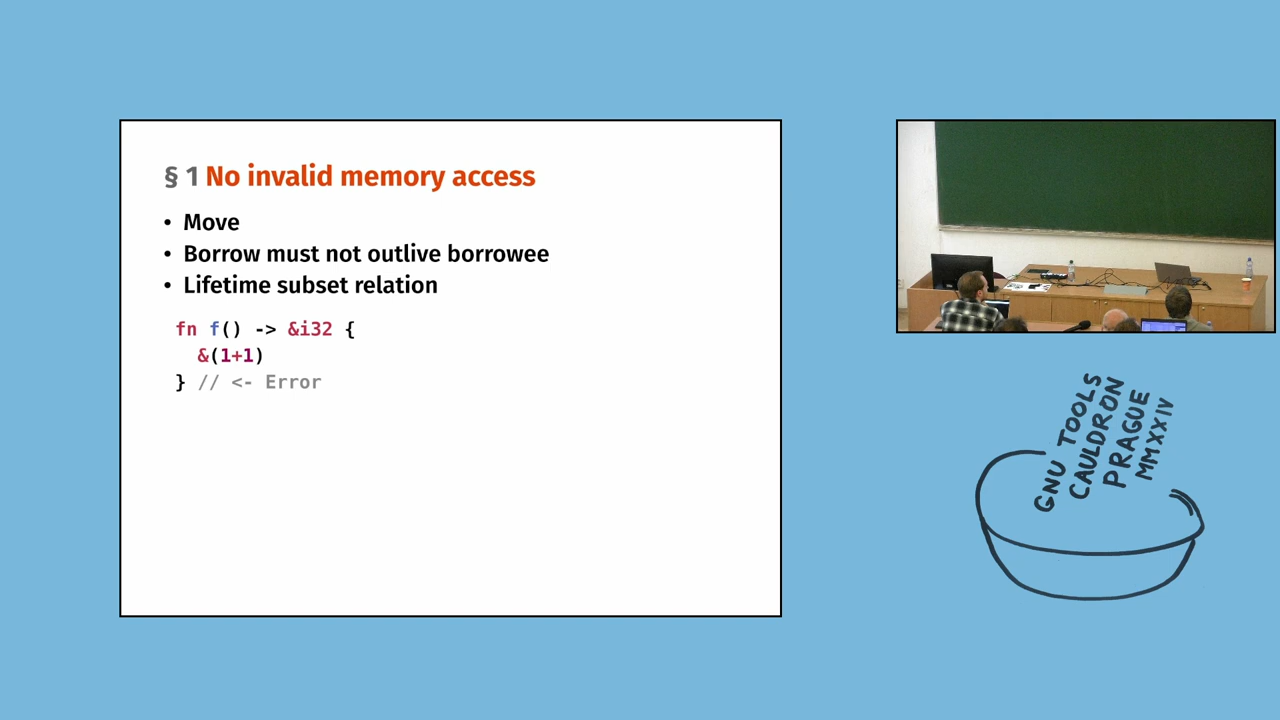 § 1 No invalid memory access
• Move
• Borrow must not outlive borrowee
• Lifetime subset relation
fn f() -> &i32 {
  &(1+1)
} // <- Error
GNU TOOLS
CAULDRON
PRAGUE
MMXXIV